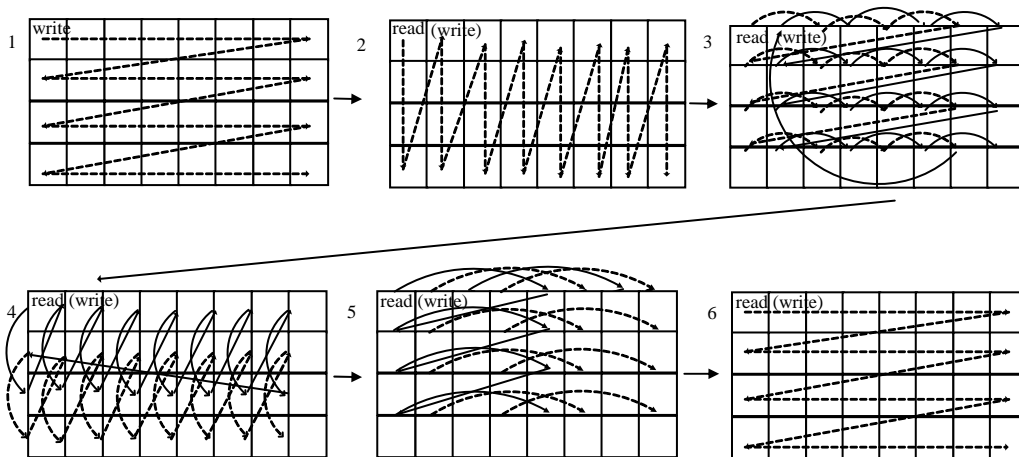 1
write
2
read (write)
3
read (write)
4
read (write)
5
read (write)
6
read (write)